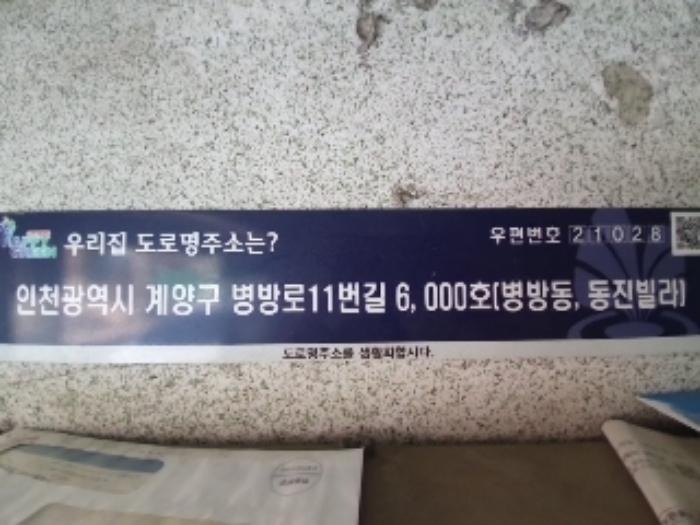 우리집 도로명주소는?
우편번호 21028
인천광역시 계양구 병방로11번길 6, 000호(병방동, 동진빌라)
도로명주소를 생활화합시다.